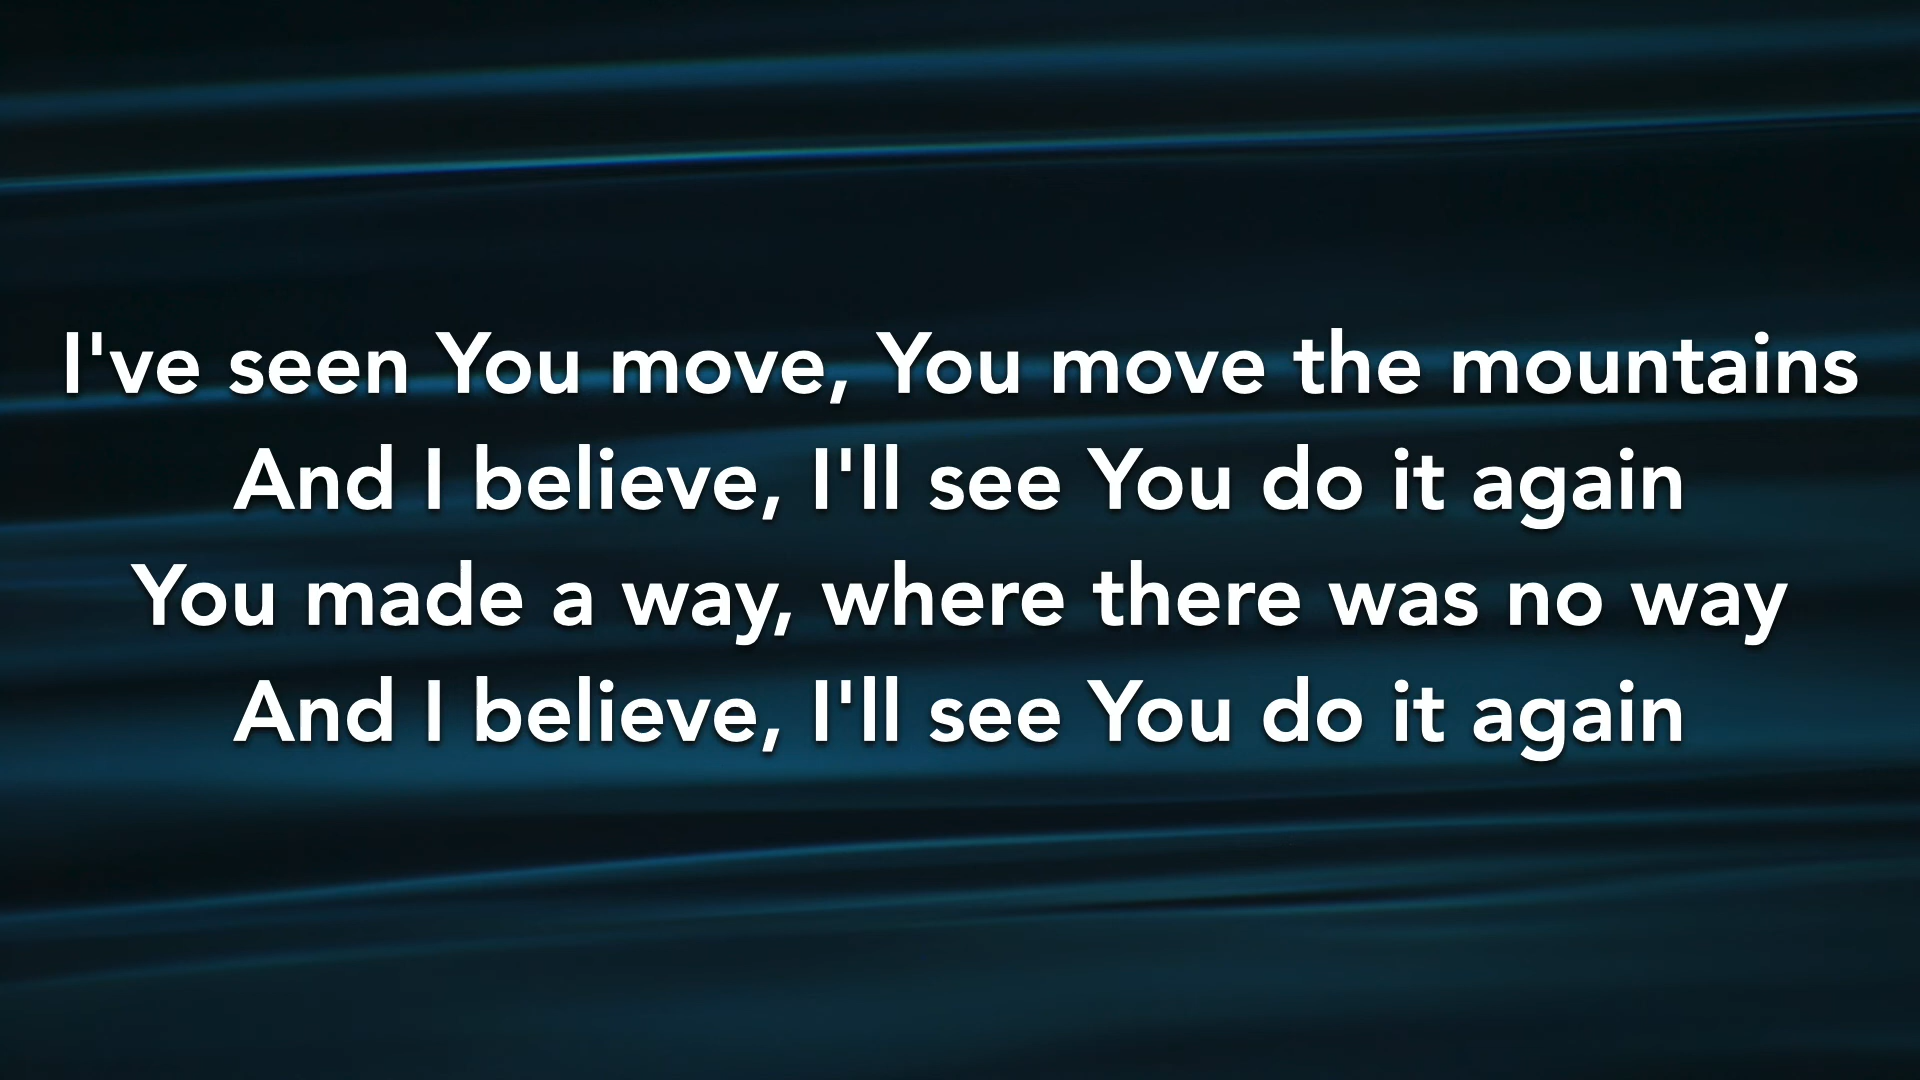 I've seen You move, You move the mountains
And I believe, I'll see You do it again
You made a way, where there was no way
And I believe, I'll see You do it again